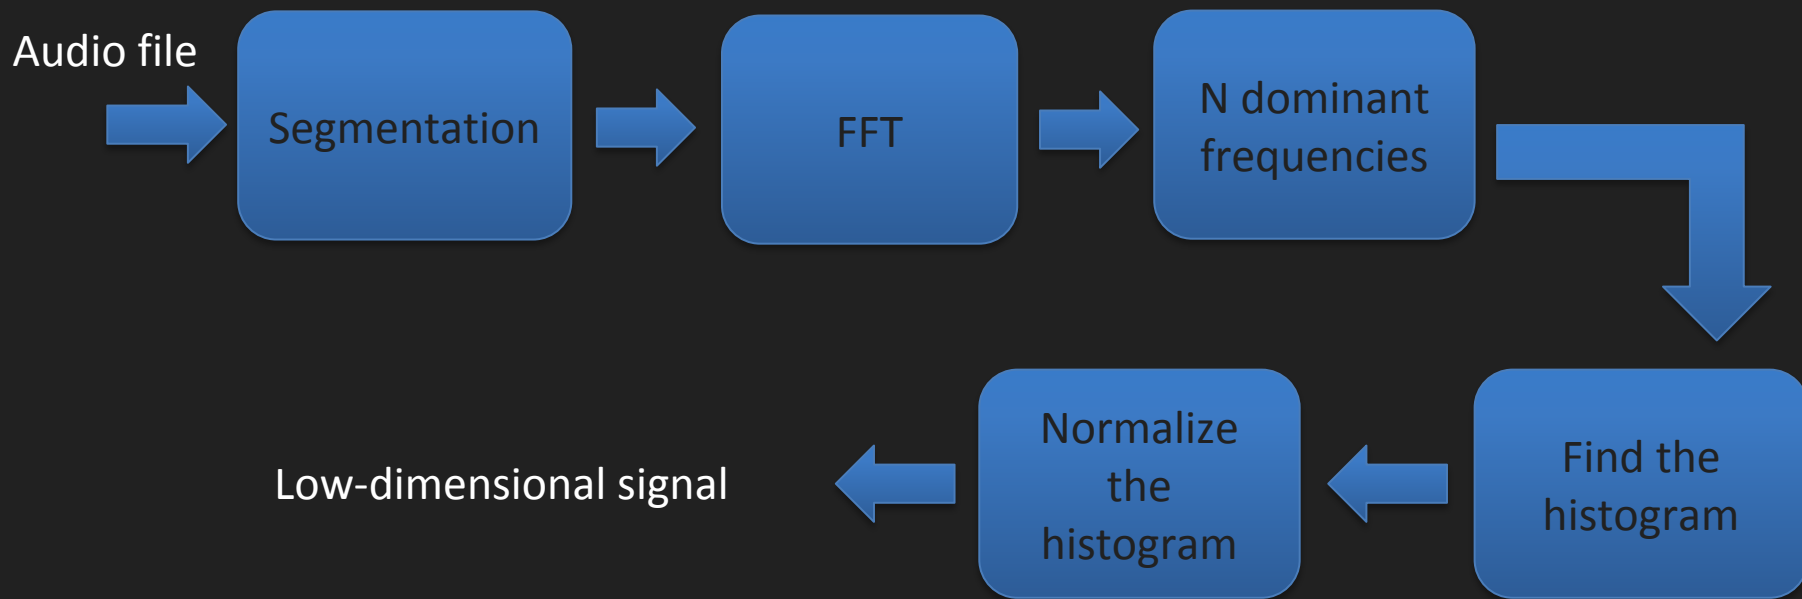 Audio file
Segmentation
FFT
N dominant
frequencies
Find the
histogram
Normalize
the
histogram
Low-dimensional signal